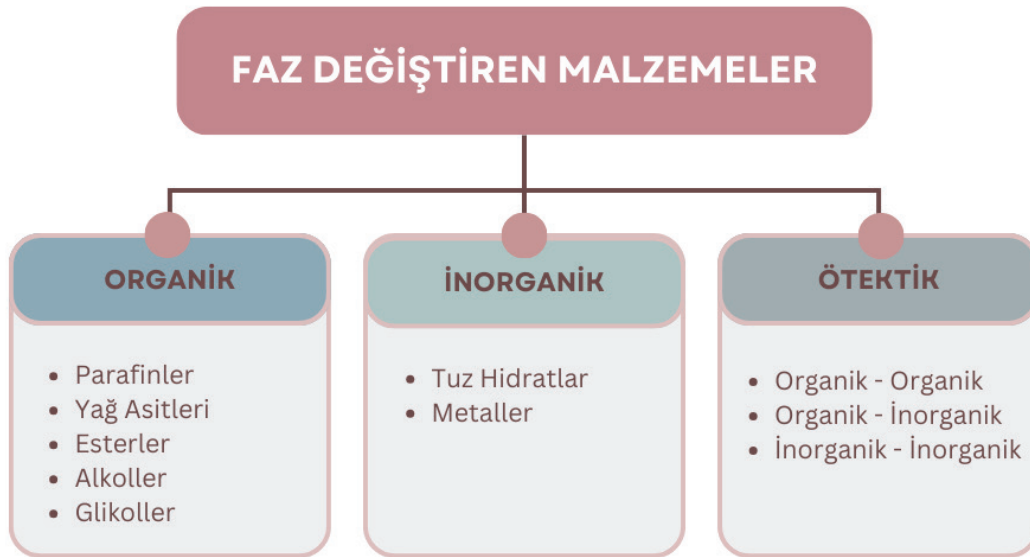 FAZ DEĞİŞTİREN MALZEMELER
ORGANİK
• Parafinler
• Yağ Asitleri
• Esterler
• Alkoller
• Glikoller
İNORGANİK
• Tuz Hidratlar
• Metaller
ÖTEKTİK
• Organik - Organik
• Organik - İnorganik
• İnorganik - İnorganik